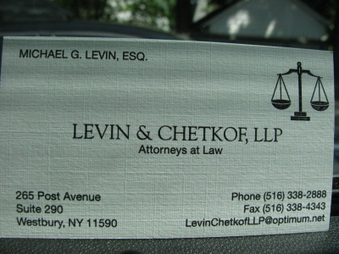 MICHAEL G. LEVIN, ESQ.
LEVIN & CHETKOF, LLP
Attorneys at Law
265 Post Avenue
Suite 290
Westbury, NY 11590
Phone (516) 338-2888
Fax (516) 338-4343
LevinChetkofLLP@optimum.net